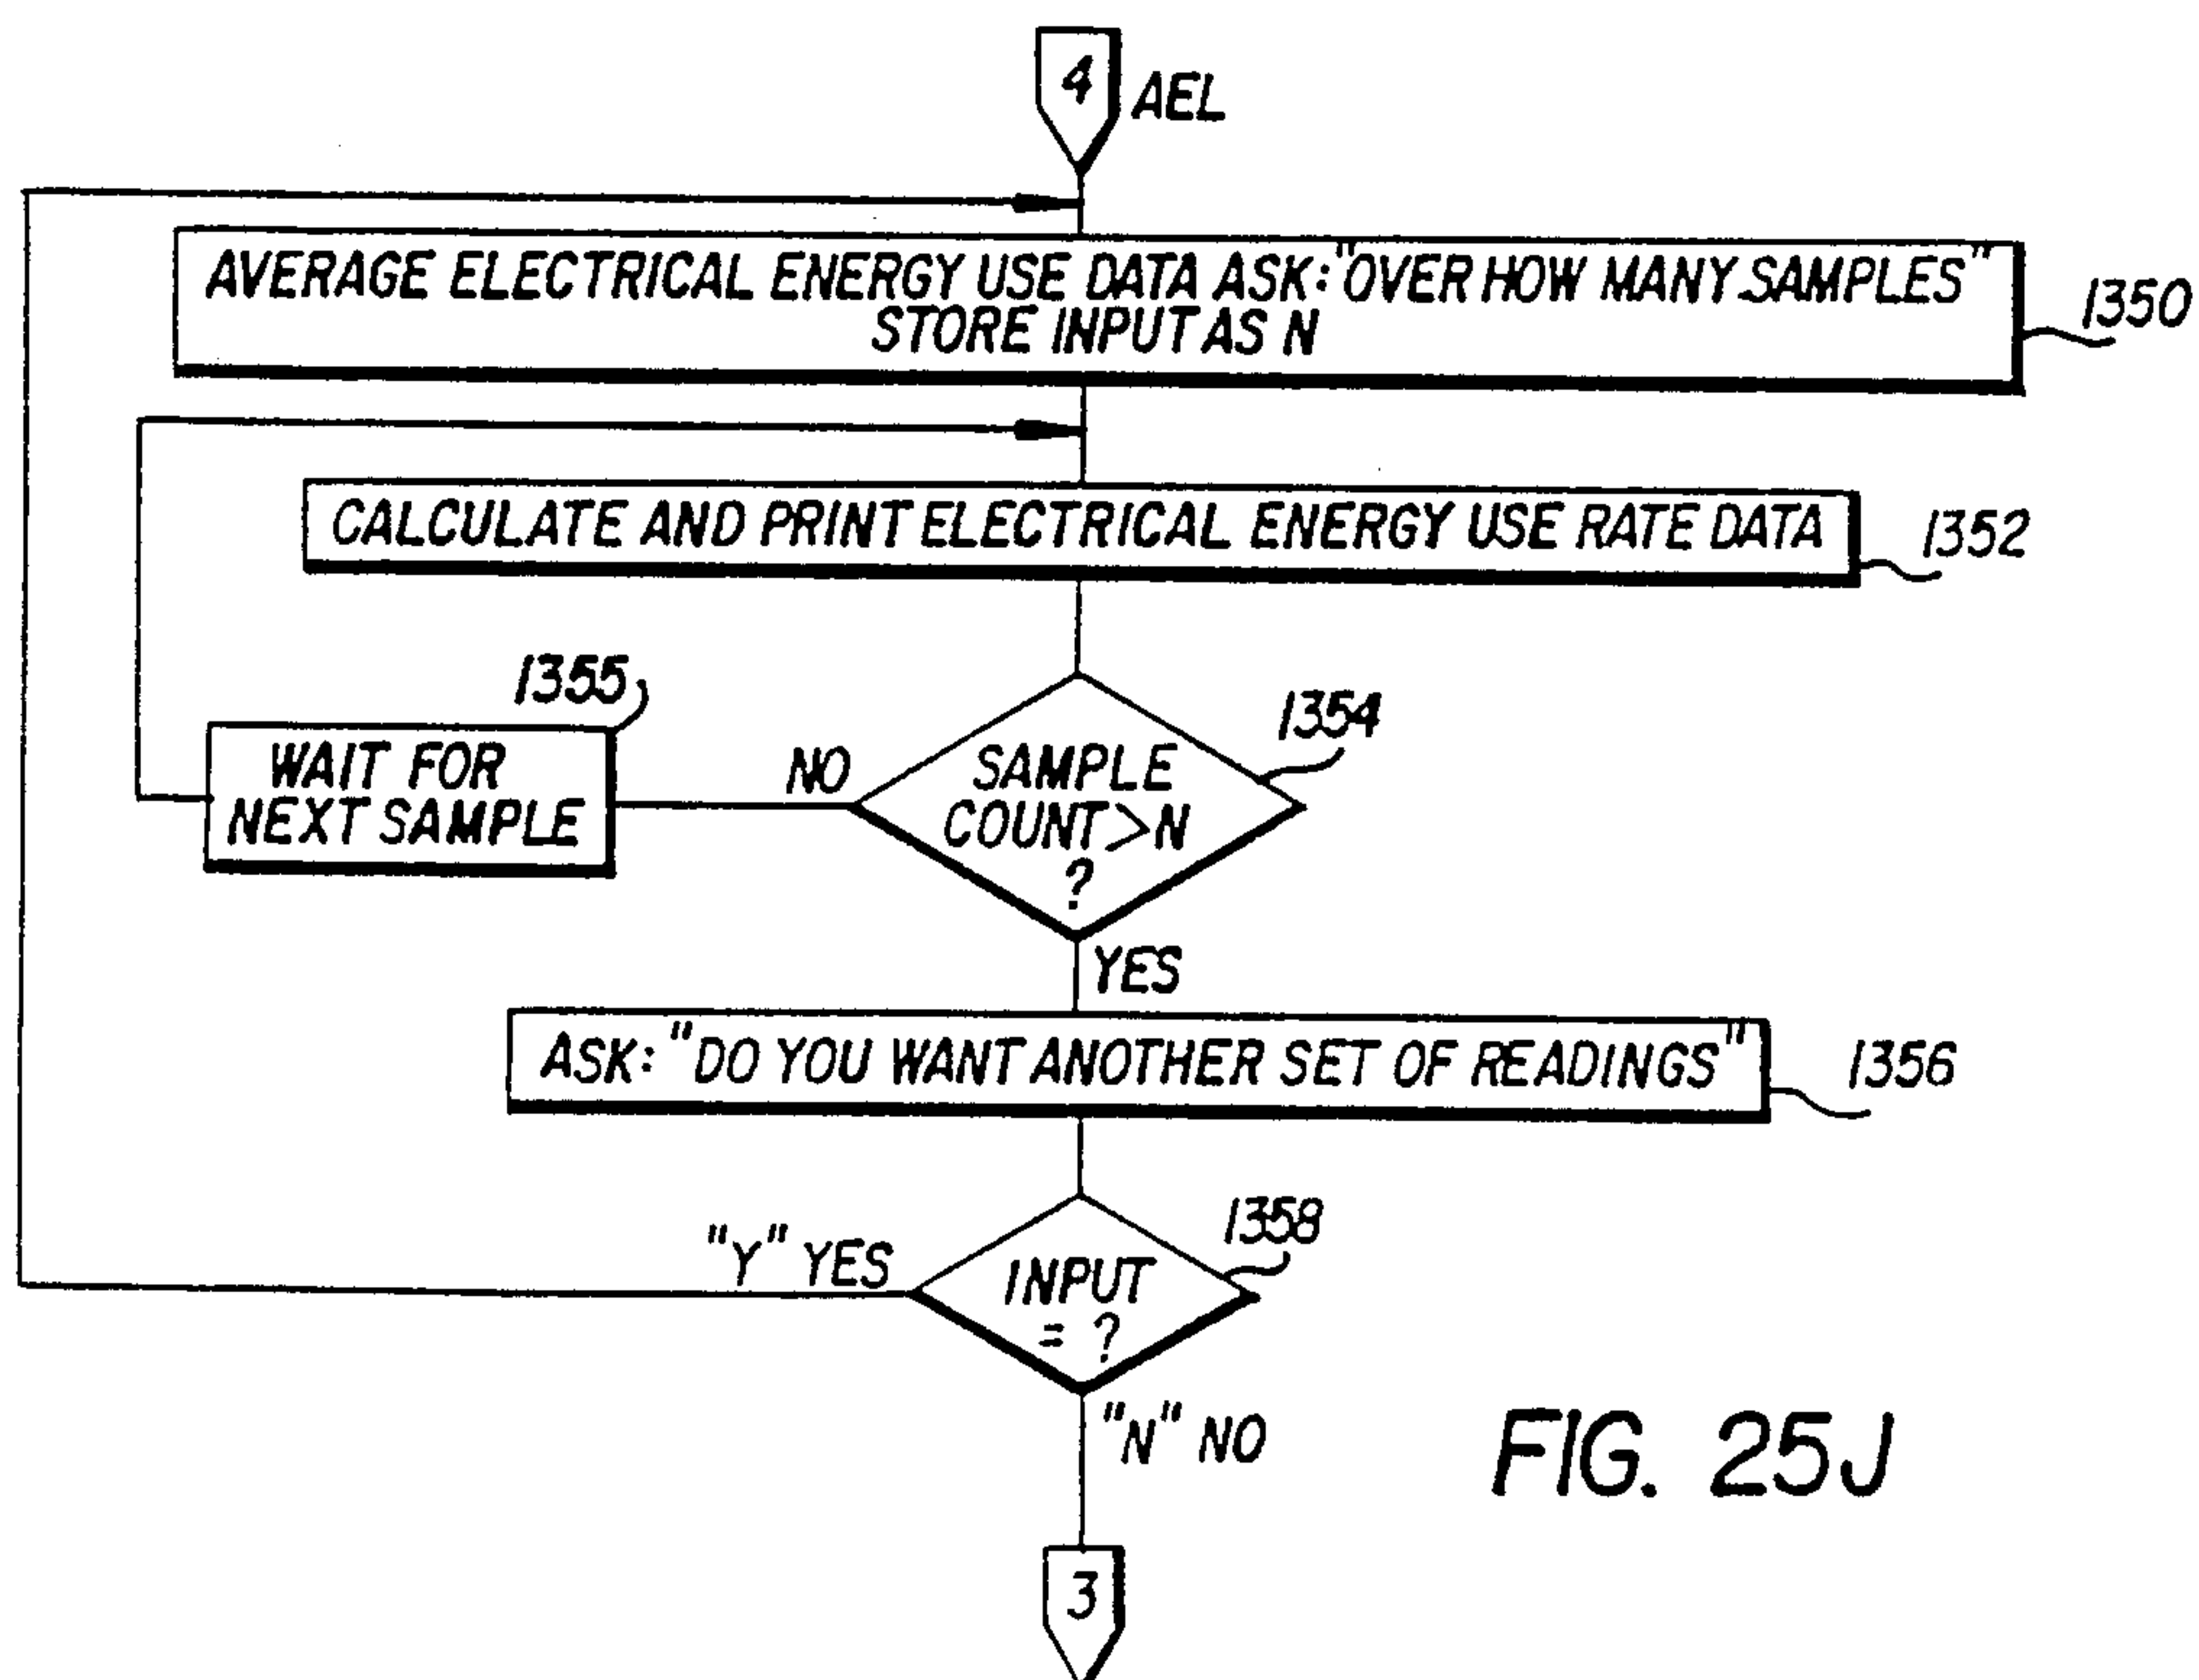 4 AEL
AVERAGE ELECTRICAL ENERGY USE DATA ASK: "OVER HOW MANY SAMPLES"
STORE INPUT AS N
1350
CALCULATE AND PRINT ELECTRICAL ENERGY USE RATE DATA
1352
1355
WAIT FOR
NEXT SAMPLE
NO
1354
SAMPLE
COUNT>N
?
YES
ASK: "DO YOU WANT ANOTHER SET OF READINGS"
1356
"Y" YES
1358
INPUT
= ?
"N" NO
FIG. 25J
3